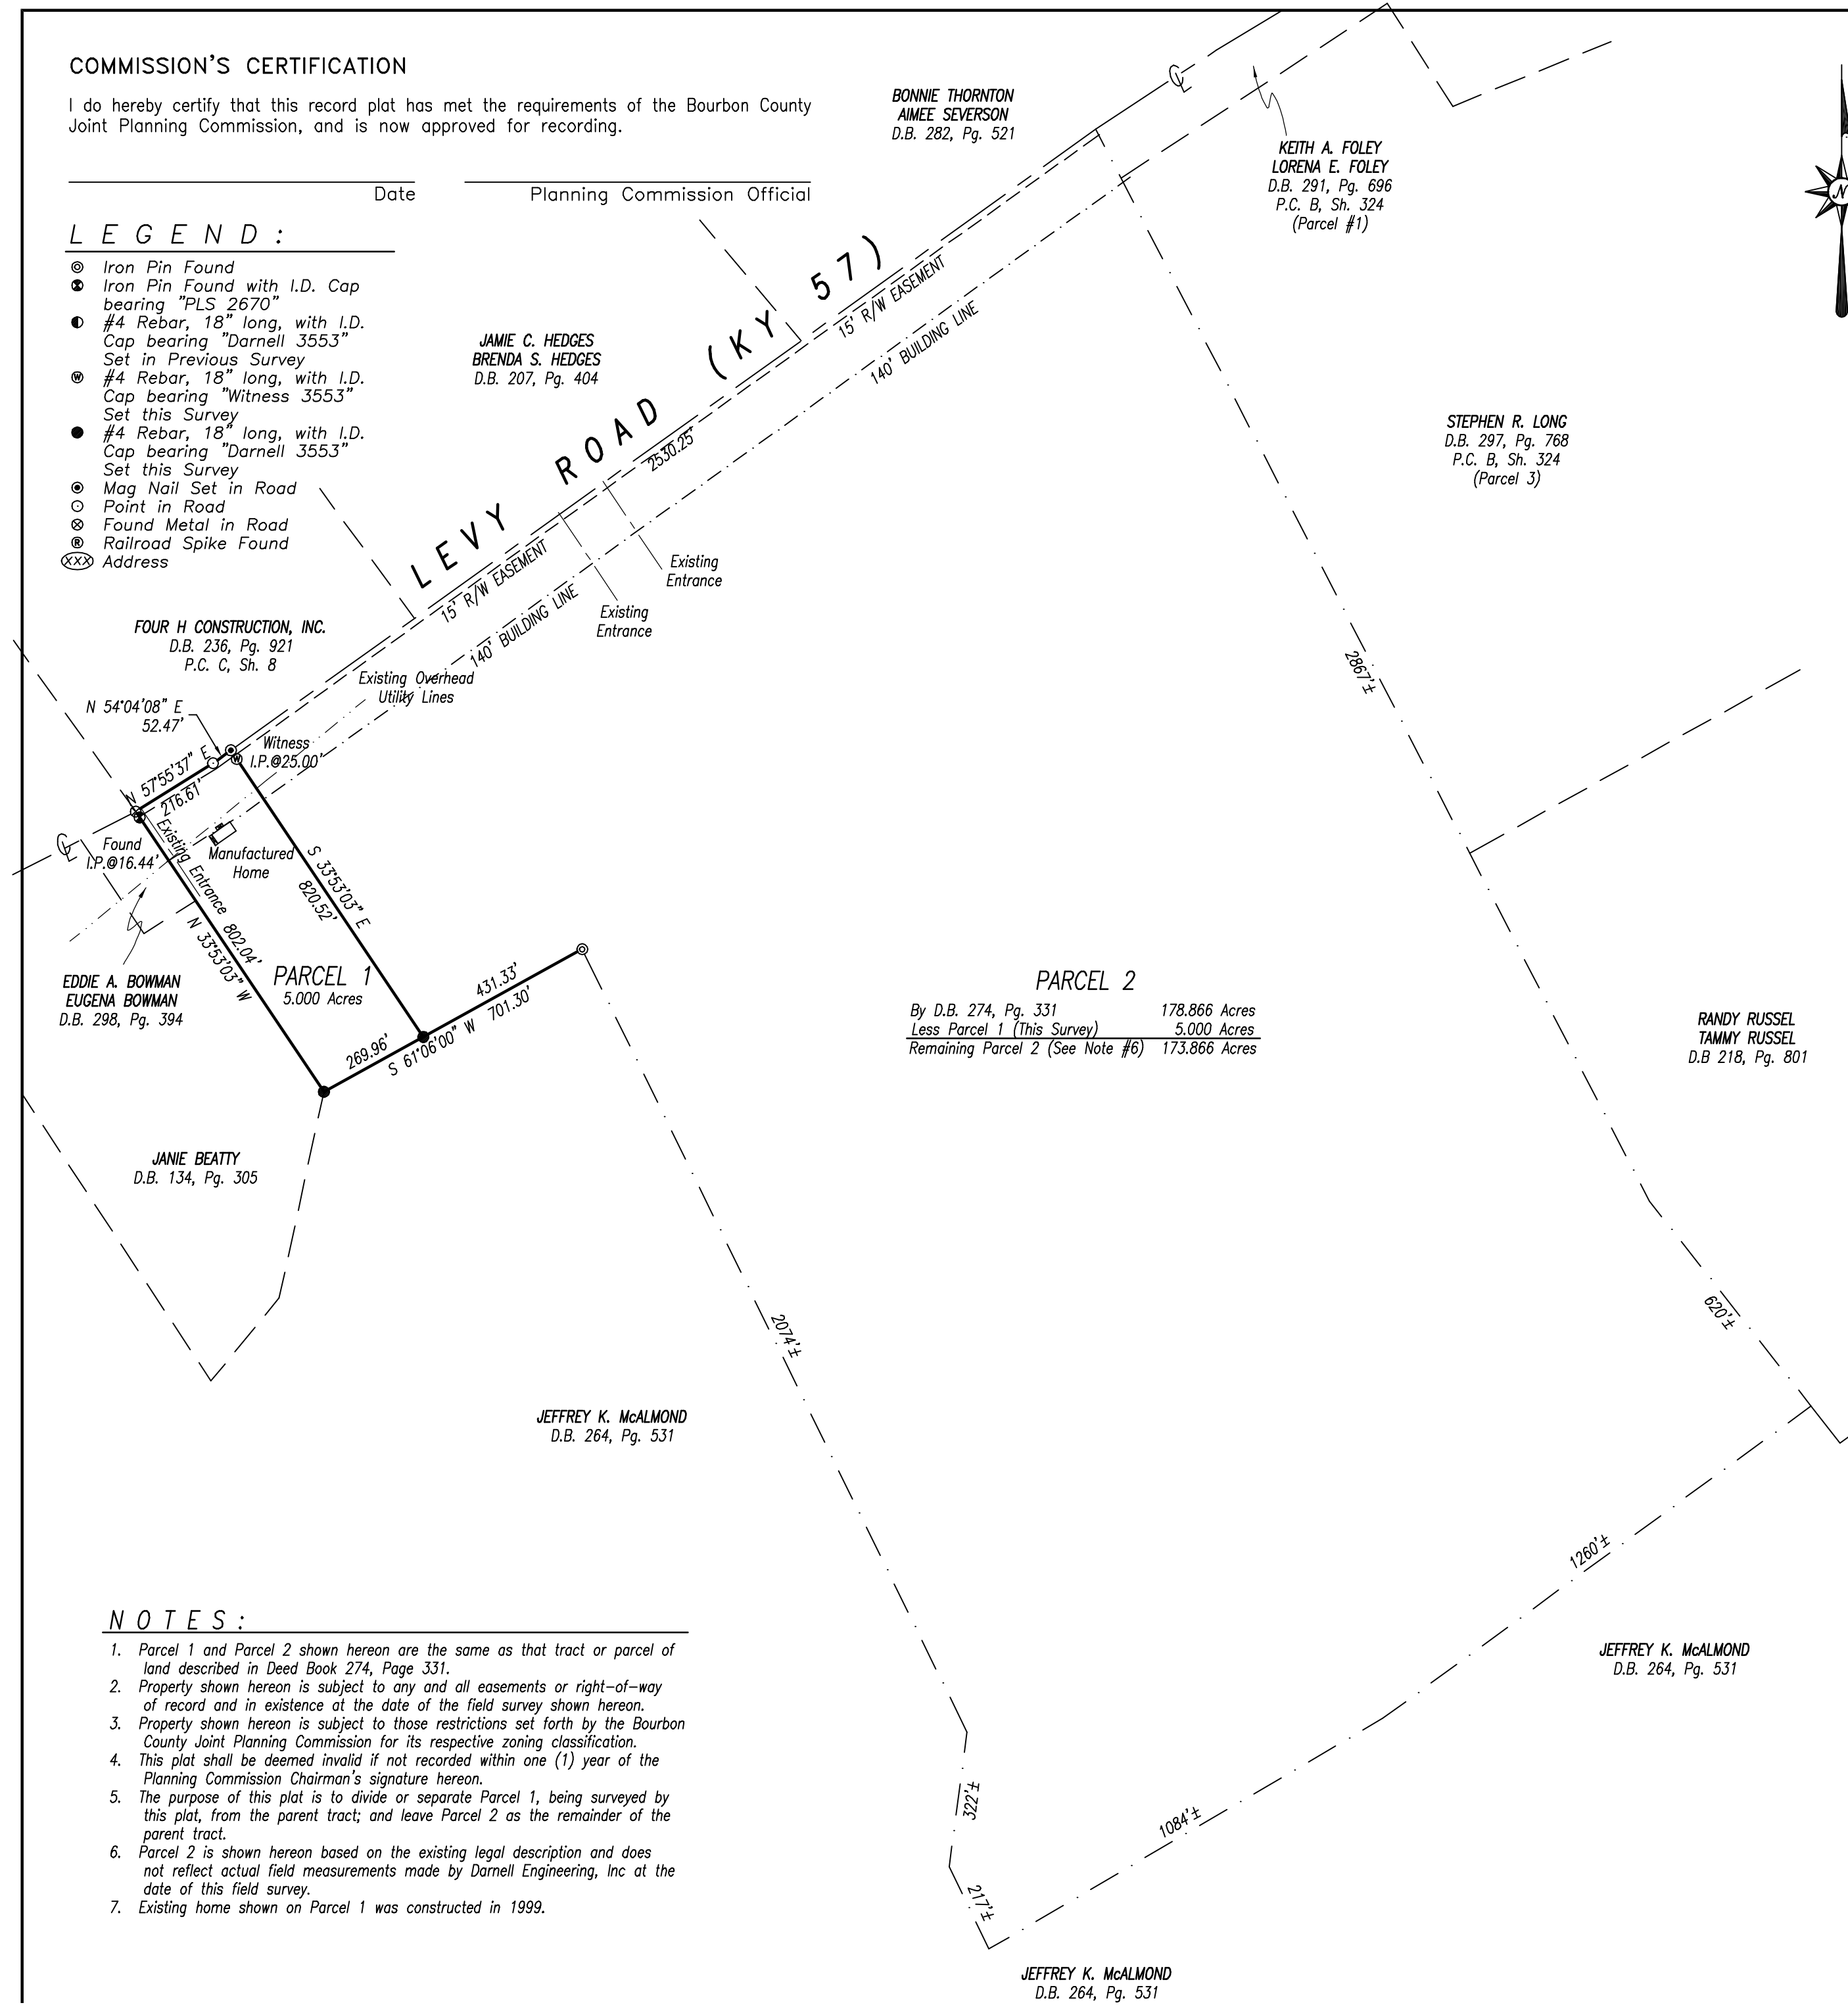 COMMISSION'S CERTIFICATION
I do hereby certify that this record plat has met the requirements of the Bourbon County
Joint Planning Commission, and is now approved for recording.
Date
Planning Commission Official
LEGEND:
Iron Pin Found
Iron Pin Found with I.D. Cap
bearing "PLS 2670"
#4 Rebar, 18" long, with I.D.
Cap bearing "Darnell 3553"
Set in Previous Survey
W #4 Rebar, 18" long, with I.D.
Cap bearing "Witness 3553"
Set this Survey
#4 Rebar, 18" long, with I.D.
Cap bearing "Darnell 3553"
Set this Survey
Mag Nail Set in Road
Point in Road
Found Metal in Road
R Railroad Spike Found
XXX Address
BONNIE THORNTON
AIMEE SEVERSON
D.B. 282, Pg. 521
CL
KEITH A. FOLEY
LORENA E. FOLEY
D.B. 291, Pg. 696
P.C. B, Sh. 324
(Parcel #1)
N
JAMIE C. HEDGES
BRENDA S. HEDGES
D.B. 207, Pg. 404
LEVY ROAD (KY 57)
15' R/W EASEMENT
140' BUILDING LINE
2530.25'
15' R/W EASEMENT
140' BUILDING LINE
Existing
Entrance
Existing
Entrance
STEPHEN R. LONG
D.B. 297, Pg. 768
P.C. B, Sh. 324
(Parcel 3)
2867'±
FOUR H CONSTRUCTION, INC.
D.B. 236, Pg. 921
P.C. C, Sh. 8
Existing Overhead
Utility Lines
N 54°04'08" E
52.47'
Witness
I.P.@25.00'
N 57°55'37" E
216.61'
CL
Found
I.P.@16.44'
Existing Entrance
Manufactured
Home
S 33°53'03" E
820.52'
802.04'
N 33°53'03" W
EDDIE A. BOWMAN
EUGENA BOWMAN
D.B. 298, Pg. 394
PARCEL 1
5.000 Acres
431.33'
269.96'
S 61°06'00" W 701.30'
PARCEL 2
By D.B. 274, Pg. 331 178.866 Acres
Less Parcel 1 (This Survey) 5.000 Acres
Remaining Parcel 2 (See Note #6) 173.866 Acres
RANDY RUSSEL
TAMMY RUSSEL
D.B 218, Pg. 801
JANIE BEATTY
D.B. 134, Pg. 305
2074'±
620'±
JEFFREY K. McALMOND
D.B. 264, Pg. 531
1260'±
JEFFREY K. McALMOND
D.B. 264, Pg. 531
322'±
1084'±
217'±
JEFFREY K. McALMOND
D.B. 264, Pg. 531
NOTES:
1. Parcel 1 and Parcel 2 shown hereon are the same as that tract or parcel of
land described in Deed Book 274, Page 331.
2. Property shown hereon is subject to any and all easements or right-of-way
of record and in existence at the date of the field survey shown hereon.
3. Property shown hereon is subject to those restrictions set forth by the Bourbon
County Joint Planning Commission for its respective zoning classification.
4. This plat shall be deemed invalid if not recorded within one (1) year of the
Planning Commission Chairman's signature hereon.
5. The purpose of this plat is to divide or separate Parcel 1, being surveyed by
this plat, from the parent tract; and leave Parcel 2 as the remainder of the
parent tract.
6. Parcel 2 is shown hereon based on the existing legal description and does
not reflect actual field measurements made by Darnell Engineering, Inc at the
date of this field survey.
7. Existing home shown on Parcel 1 was constructed in 1999.